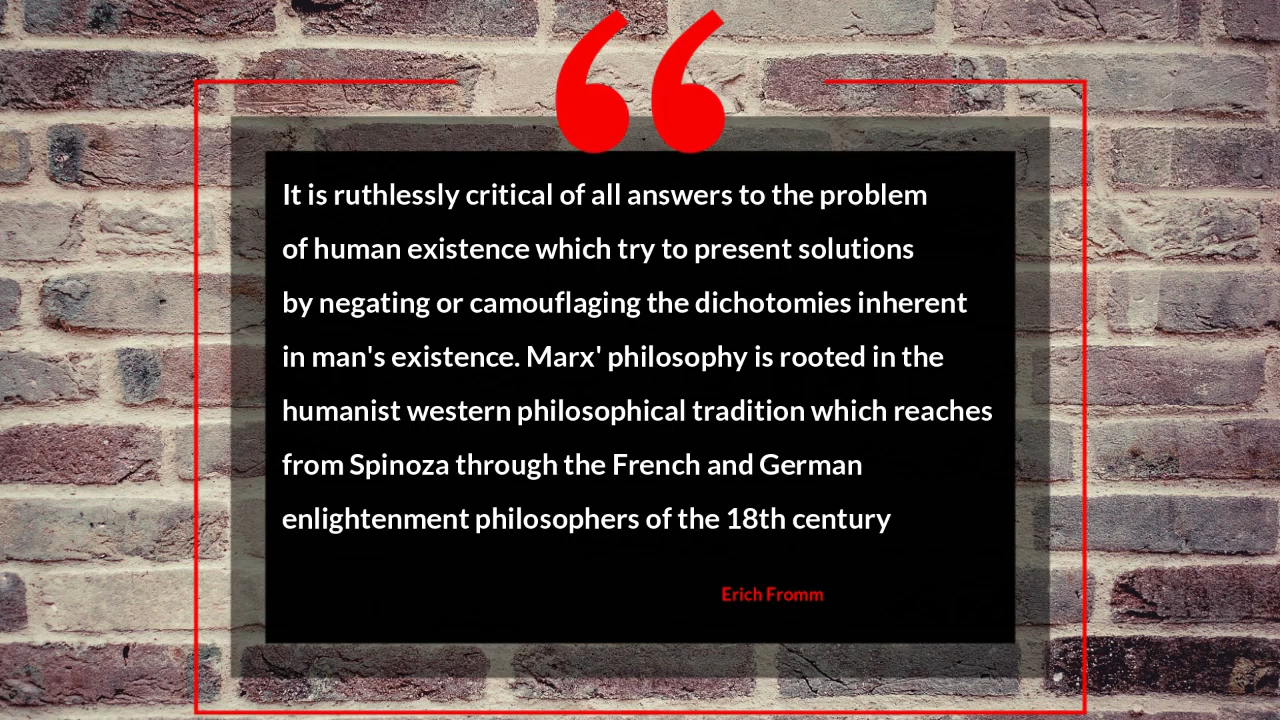 It is ruthlessly critical of all answers to the problem
of human existence which try to present solutions
by negating or camouflaging the dichotomies inherent
in man's existence. Marx' philosophy is rooted in the
humanist western philosophical tradition which reaches
from Spinoza through the French and German
enlightenment philosophers of the 18th century
Erich Fromm